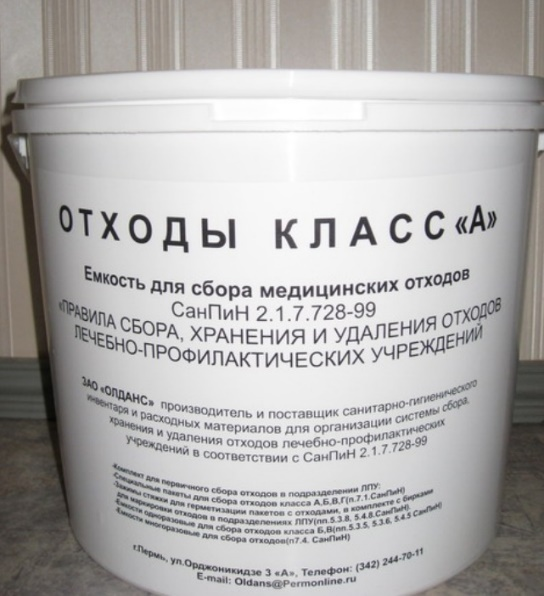 ОТХОДЫ КЛАСС «А»
Емкость для сбора медицинских отходов
СанПиН 2.1.7.728-99
«ПРАВИЛА СБОРА, ХРАНЕНИЯ И УДАЛЕНИЯ ОТХОДОВ
ЛЕЧЕБНО-ПРОФИЛАКТИЧЕСКИХ УЧРЕЖДЕНИЙ
ЗАО «ОЛДАНС» производитель и поставщик санитарно-гигиенического
инвентаря и расходных материалов для организации системы сбора,
хранения и удаления отходов лечебно-профилактических
учреждений в соответствии с СанПиН 2.1.7.728-99
-Комплект для первичного сбора отходов в подразделении ЛПУ:
-Специальные пакеты для сбора отходов класса А,Б,В,Г(п.7.1.СанПиН)
-Зажимы стяжки для герметизации пакетов с отходами, в комплекте с бирками
для маркировки отходов в подразделениях ЛПУ(пп.5.3.8, 5.4.8.СанПиН).
-Емкости одноразовые для сбора отходов класса Б,В(пп.5.3.5, 5.3.6, 5.4.5 СанПиН)
-Емкости многоразовые для сбора отходов(п7.4. СанПиН)
г.Пермь, ул.Орджоникидзе 3 «А», Телефон: (342) 244-70-11
E-mail: Oldans@Permonline.ru